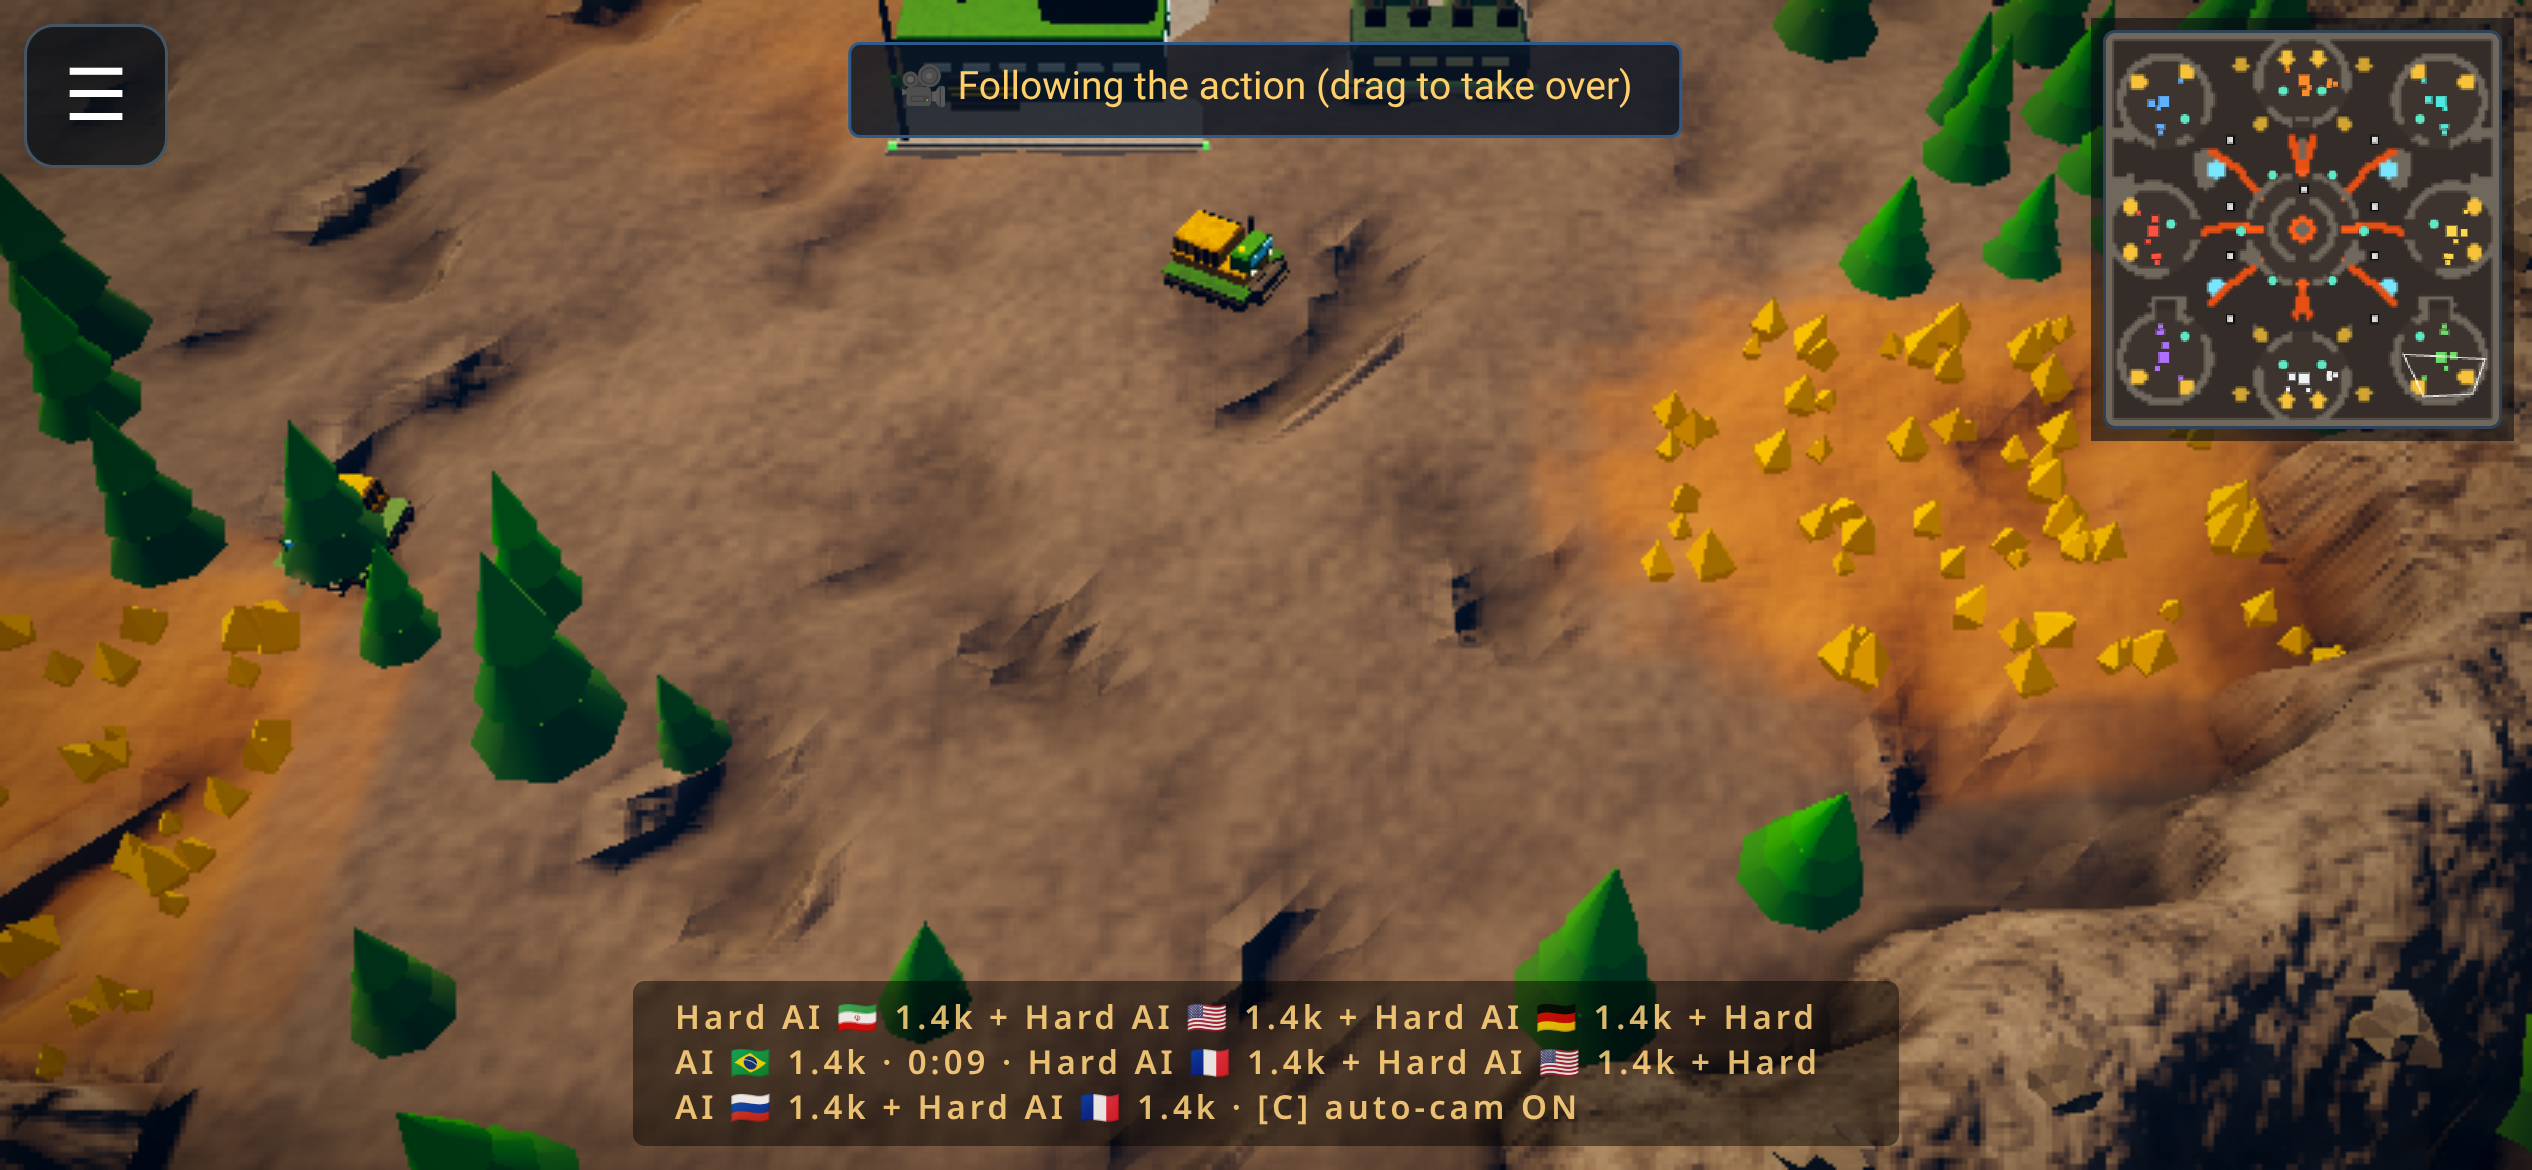 🎥 Following the action (drag to take over)
Hard AI 🇮🇷 1.4k + Hard AI 🇺🇸 1.4k + Hard AI 🇩🇪 1.4k + Hard
AI 🇧🇷 1.4k · 0:09 · Hard AI 🇫🇷 1.4k + Hard AI 🇺🇸 1.4k + Hard
AI 🇷🇺 1.4k + Hard AI 🇫🇷 1.4k · [C] auto-cam ON